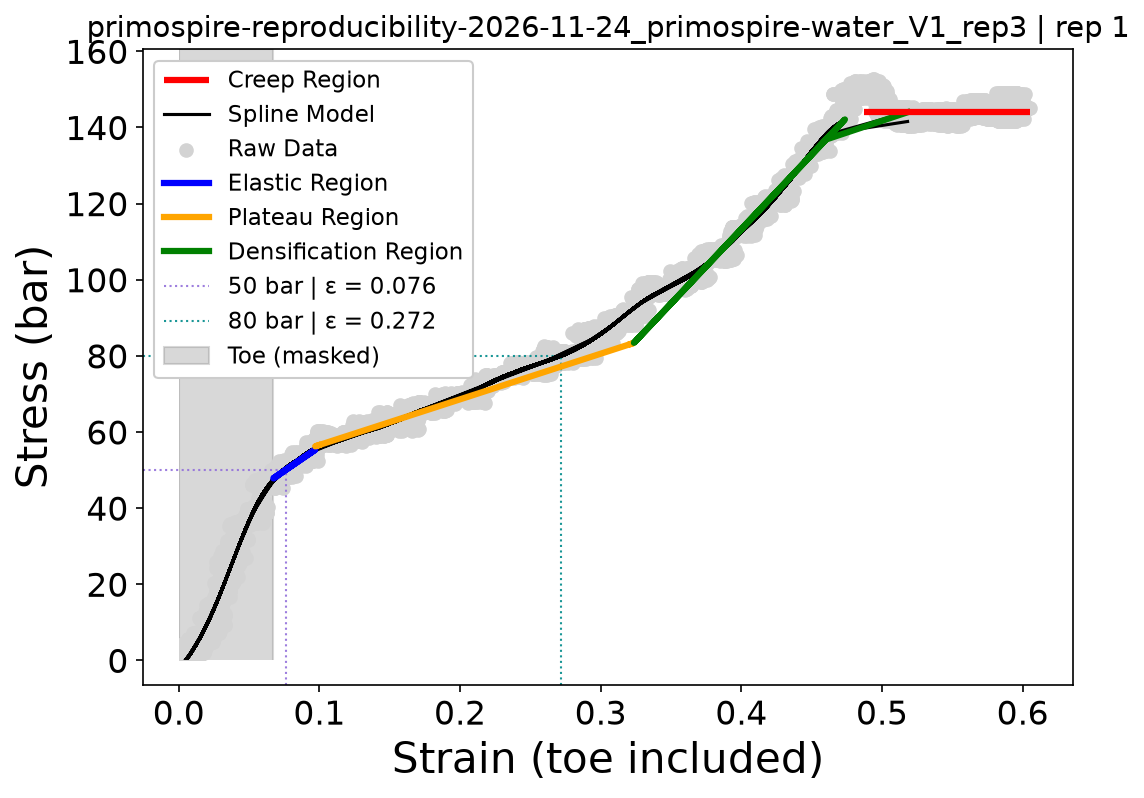 primospire-reproducibility-2026-11-24_primospire-water_V1_rep3 | rep 1
Creep Region
Spline Model
Raw Data
Elastic Region
Plateau Region
Densification Region
50 bar | ε = 0.076
80 bar | ε = 0.272
Toe (masked)
160
140
120
100
80
60
40
20
0
Stress (bar)
0.0 0.1 0.2 0.3 0.4 0.5 0.6
Strain (toe included)